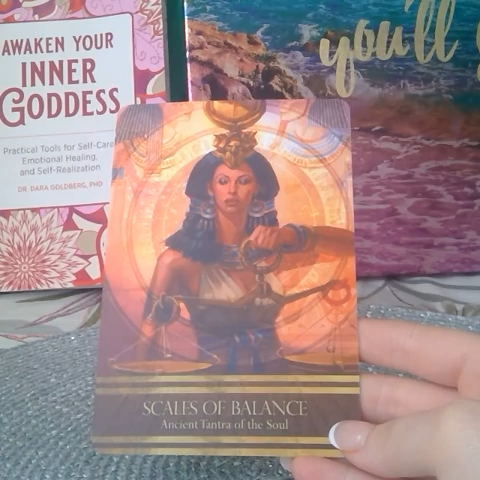 AWAKEN YOUR
INNER
GODDESS
Practical Tools for Self-Care
Emotional Healing,
and Self-Realization
DR. DARA GOLDBERG, PHD
you'll
SCALES OF BALANCE
Ancient Tantra of the Soul